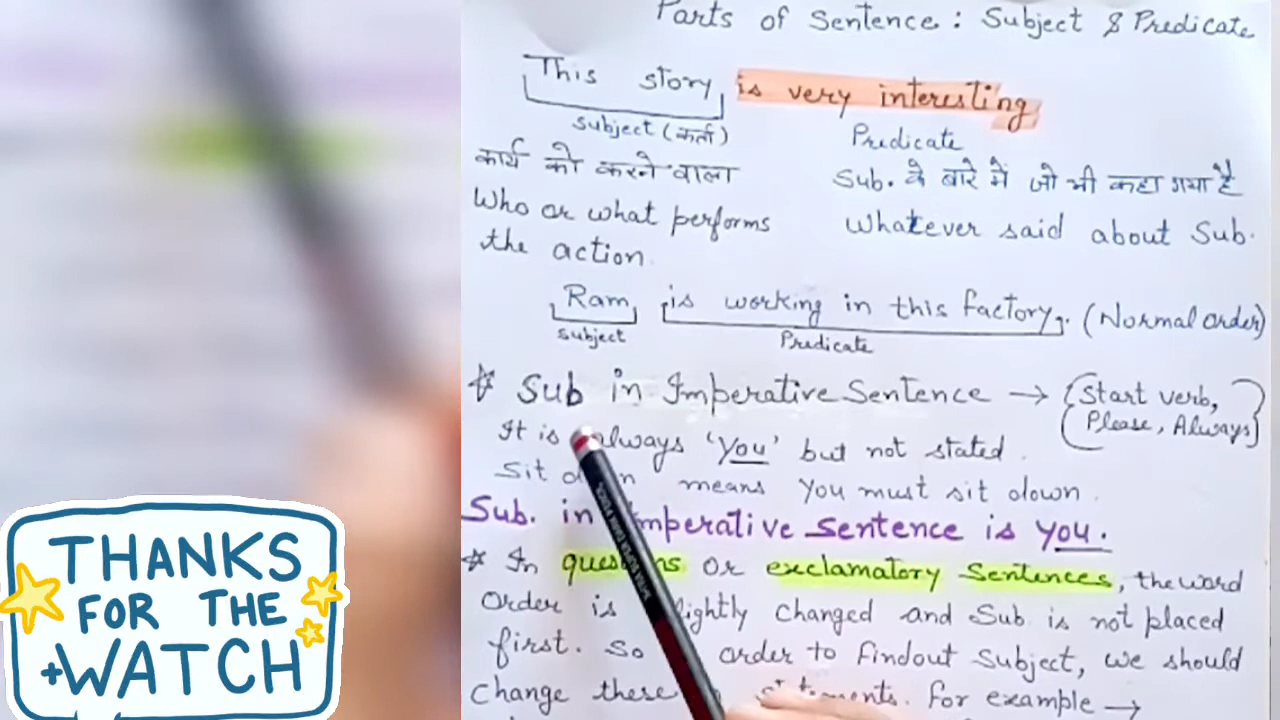 Parts of Sentence : Subject & Predicate
This story is very interesting
Subject (कर्ता) Predicate
कार्य को करने वाला Sub. के बारे में जो भी कहा गया है
Who or what performs Whatever said about Sub.
the action.
Ram is working in this factory. (Normal order)
Subject Predicate
Sub in Imperative Sentence → (Start verb,
Please, Always)
It is always 'You' but not stated.
Sit means You must sit down.
Sub. in Imperative Sentence is You.
In or exclamatory Sentences, the word
Order is changed and Sub is not placed
first. So order to findout Subject, we should
Change these For example →
THANKS
FOR THE
WATCH